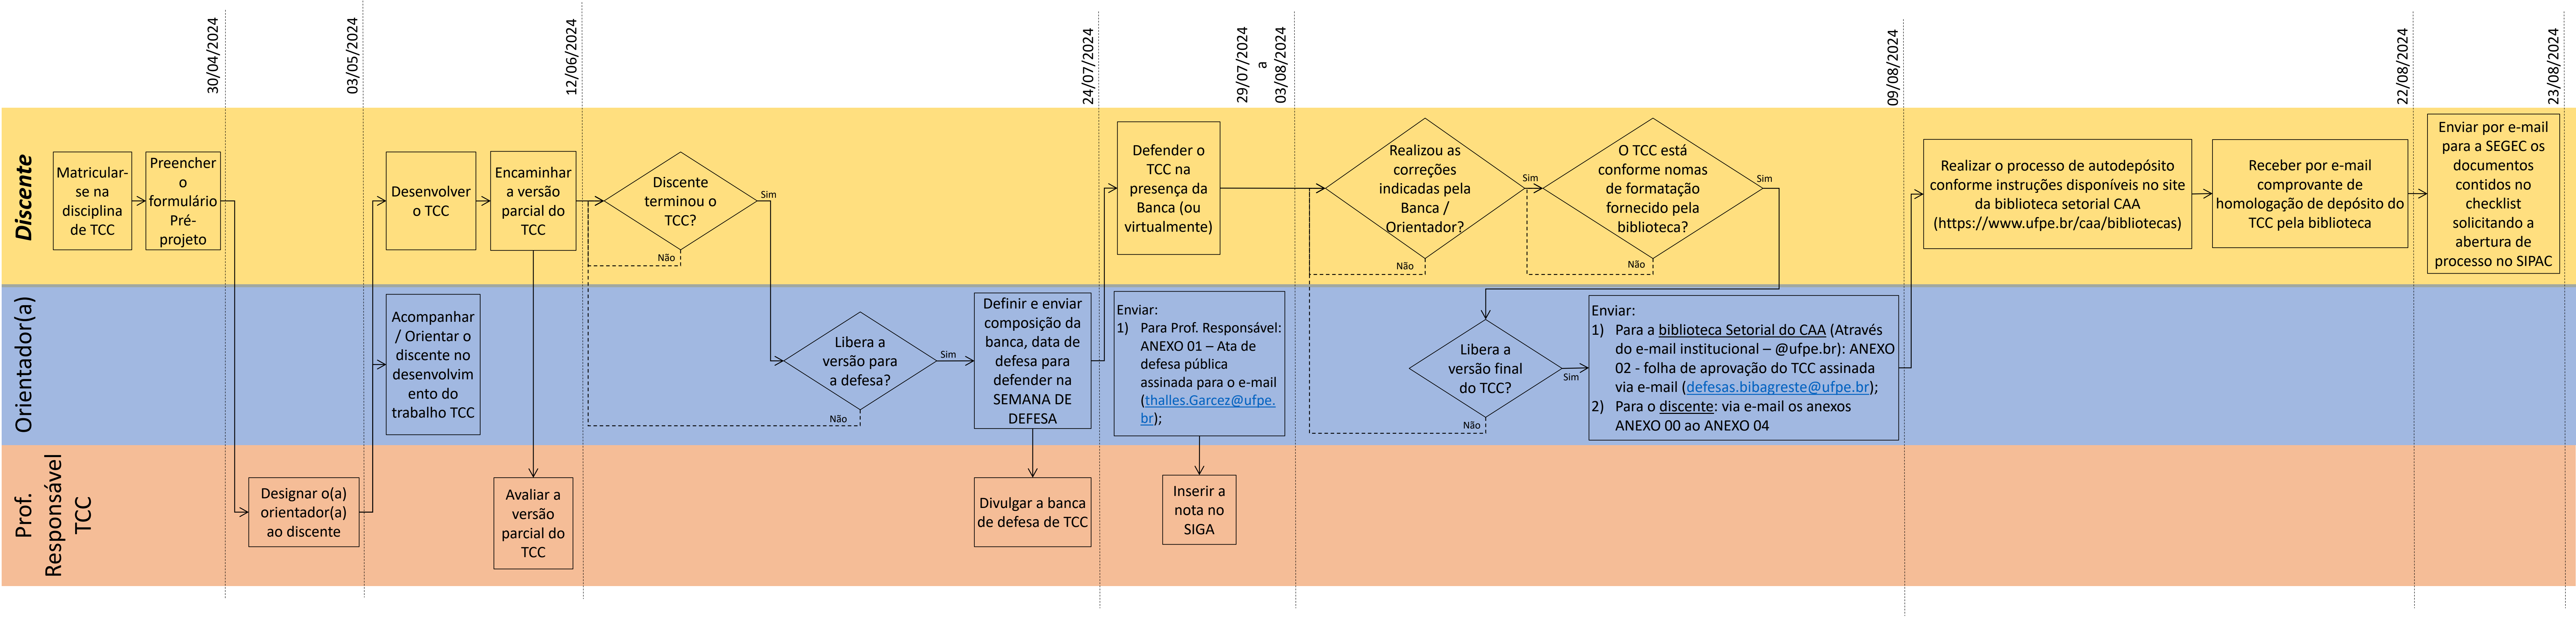 30/04/2024
03/05/2024
12/06/2024
24/07/2024
29/07/2024
a
03/08/2024
09/08/2024
22/08/2024
23/08/2024
Discente
Matricular-
se na
disciplina
de TCC
Preencher
o
formulário
Pré-
projeto
Desenvolver
o TCC
Encaminhar
a versão
parcial do
TCC
Discente
terminou o
TCC?
Sim
Não
Defender o
TCC na
presença da
Banca (ou
virtualmente)
Realizou as
correções
indicadas pela
Banca /
Orientador?
Sim
Não
O TCC está
conforme nomas
de formatação
fornecido pela
biblioteca?
Sim
Não
Realizar o processo de autodepósito
conforme instruções disponíveis no site
da biblioteca setorial CAA
(https://www.ufpe.br/caa/bibliotecas)
Receber por e-mail
comprovante de
homologação de depósito do
TCC pela biblioteca
Enviar por e-mail
para a SEGEC os
documentos
contidos no
checklist
solicitando a
abertura de
processo no SIPAC
Orientador(a)
Acompanhar
/ Orientar o
discente no
desenvolvim
ento do
trabalho TCC
Libera a
versão para
a defesa?
Sim
Não
Definir e enviar
composição da
banca, data de
defesa para
defender na
SEMANA DE
DEFESA
Enviar:
1) Para Prof. Responsável:
ANEXO 01 – Ata de
defesa pública
assinada para o e-mail
(thalles.Garcez@ufpe.
br);
Libera a
versão final
do TCC?
Sim
Não
Enviar:
1) Para a biblioteca Setorial do CAA (Através
do e-mail institucional – @ufpe.br): ANEXO
02 - folha de aprovação do TCC assinada
via e-mail (defesas.bibagreste@ufpe.br);
2) Para o discente: via e-mail os anexos
ANEXO 00 ao ANEXO 04
Prof.
Responsável
TCC
Designar o(a)
orientador(a)
ao discente
Avaliar a
versão
parcial do
TCC
Divulgar a banca
de defesa de TCC
Inserir a
nota no
SIGA